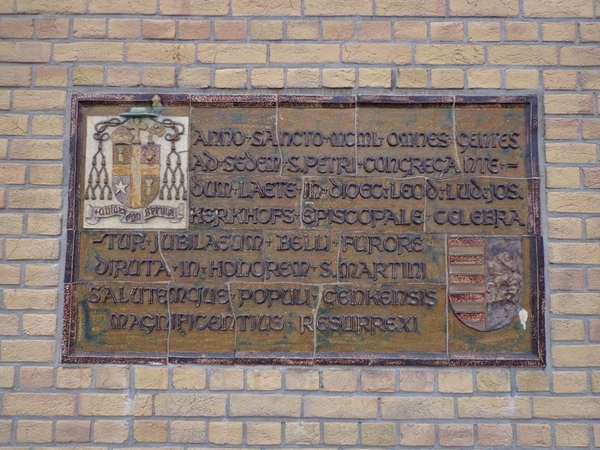 ANNO · SANCTO · MCML · OMNES · GENTES
AD · SEDEM · S. PETRI · CONGREGANTE =
DUM · LAETE · IN · DIOEC · LEOD · LUD · JOS.
KERKHOFS · EPISCOPALE · CELEBRA
-TUR · JUBILAEUM · BELLI · FURORE
DIRUTA · IN · HONOREM · S. MARTINI
SALUTEMQUE · POPULI · GENKENSIS
MAGNIFICENTIUS · RESURREXI